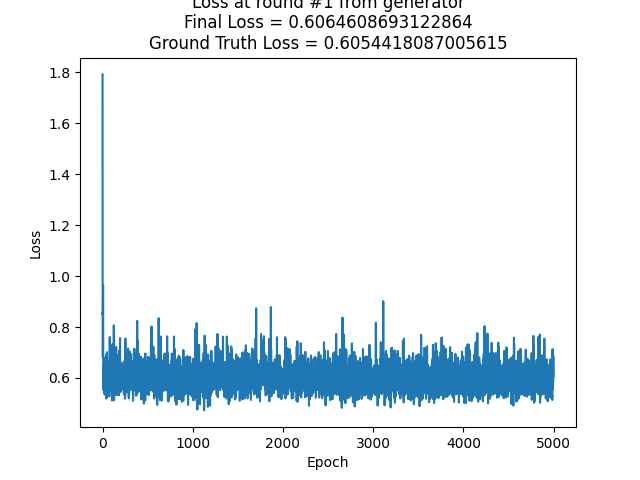 Loss at round #1 from generator
Final Loss = 0.6064608693122864
Ground Truth Loss = 0.6054418087005615
1.8
1.6
1.4
1.2
1.0
0.8
0.6
Loss
0 1000 2000 3000 4000 5000
Epoch